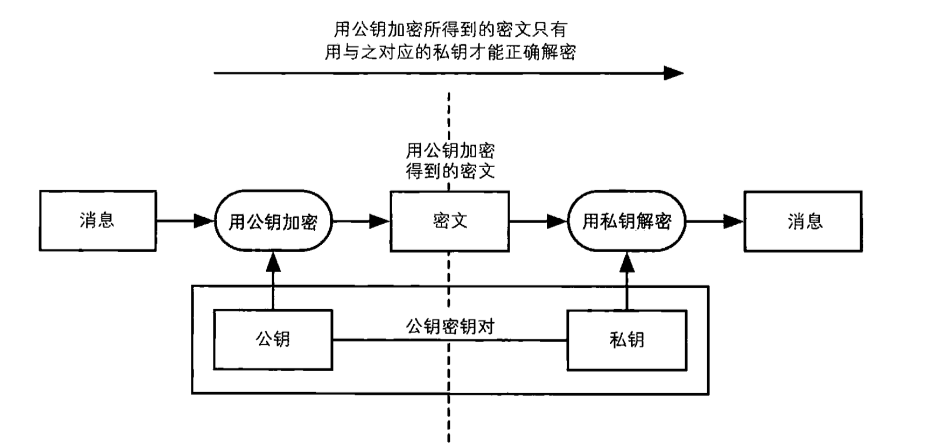 用公钥加密所得到的密文只有
用与之对应的私钥才能正确解密
用公钥加密
得到的密文
消息
用公钥加密
密文
用私钥解密
消息
公钥
公钥密钥对
私钥